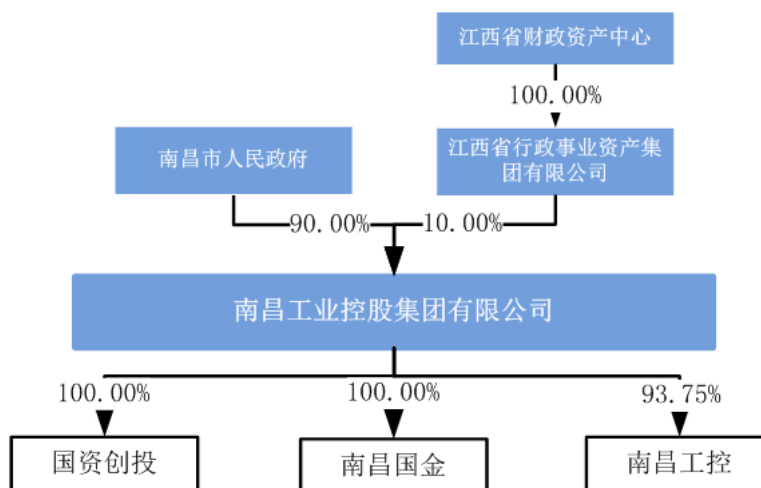 江西省财政资产中心
100.00%
南昌市人民政府
江西省行政事业资产集
团有限公司
90.00%
10.00%
南昌工业控股集团有限公司
100.00%
100.00%
93.75%
国资创投
南昌国金
南昌工控